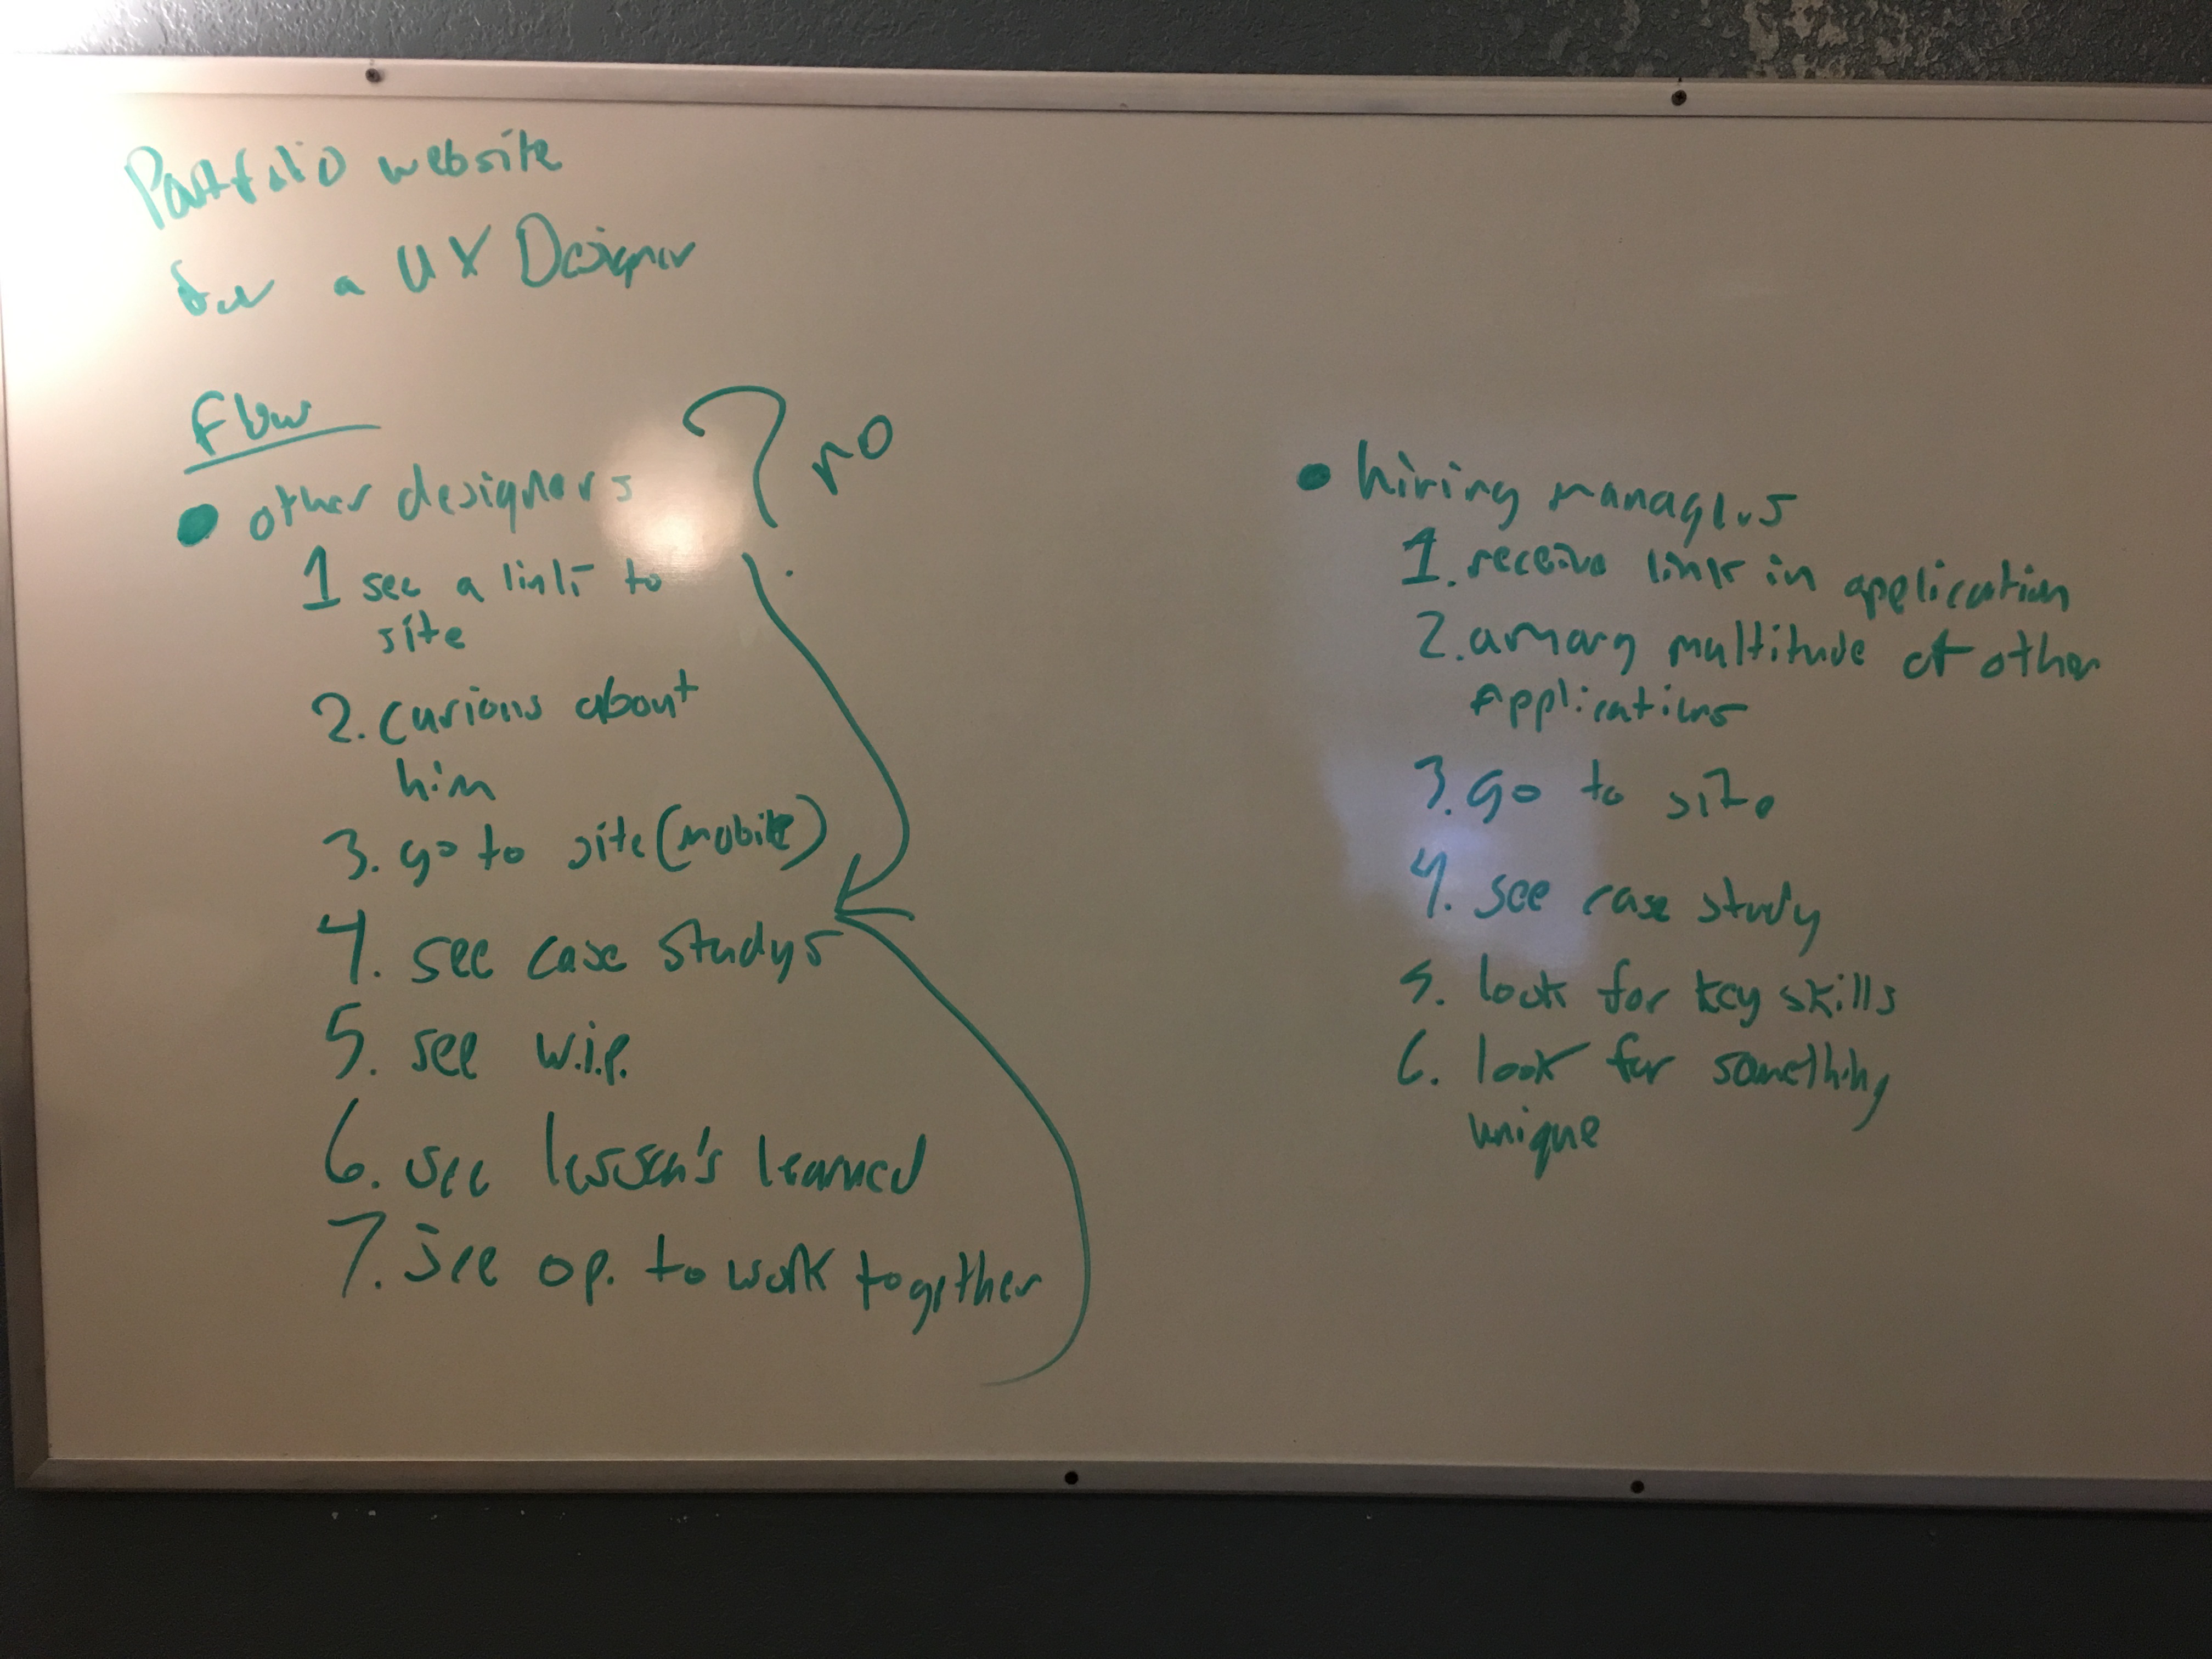 Portfolio website
for a UX Designer
Flow
no
• other designers
1 see a link to
site
2. curious about
him
3. go to site (mobile)
4. see case studys
5. see w.i.p.
6. see lesson's learned
7. see op. to work together
• hiring managers
1. receive link in application
2. among multitude of other
applications
3. go to site
4. see case study
5. look for key skills
6. look for something
unique